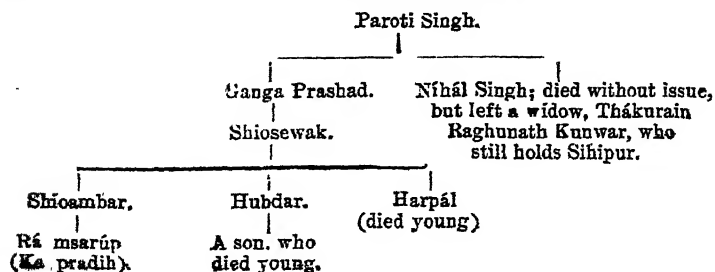 Paroti Singh.
Ganga Prashad. Níhál Singh; died without issue,
but left a widow, Thákurain
Shiosewak. Raghunath Kunwar, who
still holds Sihipur.
Shioambar. Hubdar. Harpál
(died young)
Rá msarúp A son. who
(Ka pradih). died young.